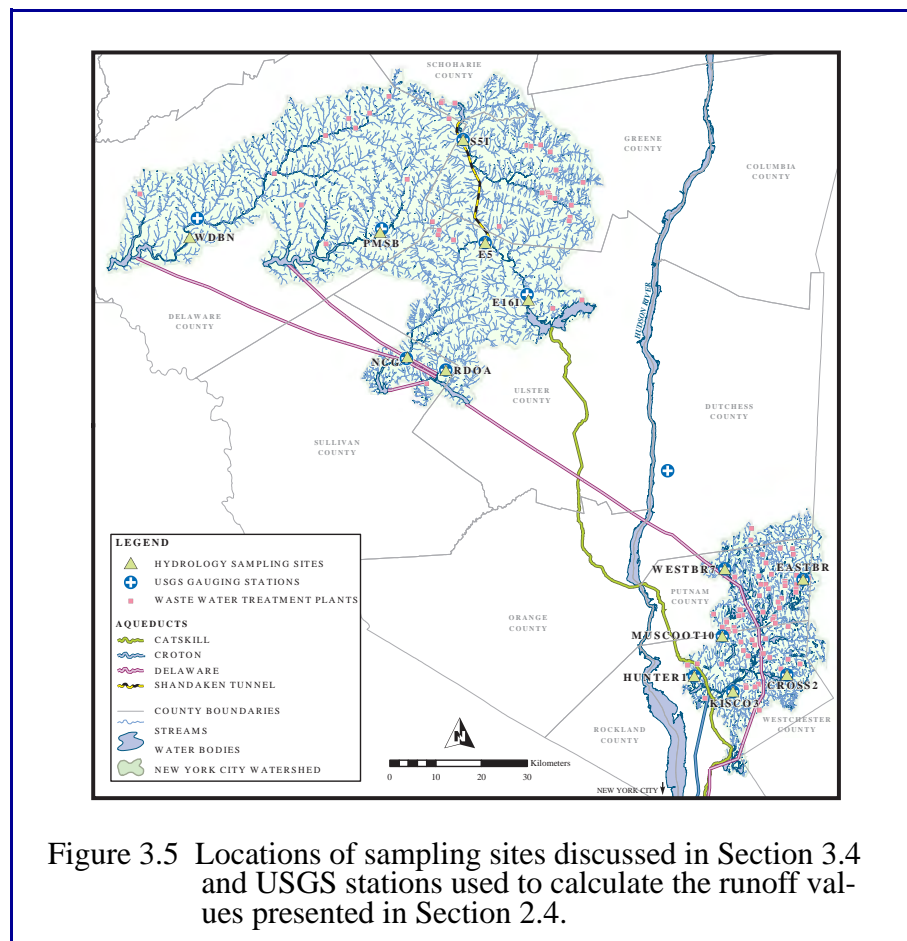 SCHOHARIE
COUNTY
GREENE
COUNTY
COLUMBIA
COUNTY
S5I
WDBN
PMSB
E5
E16I
HUDSON RIVER
DELAWARE
COUNTY
NCG
RDOA
ULSTER
COUNTY
DUTCHESS
COUNTY
SULLIVAN
COUNTY
LEGEND
HYDROLOGY SAMPLING SITES
USGS GAUGING STATIONS
WASTE WATER TREATMENT PLANTS
AQUEDUCTS
CATSKILL
CROTON
DELAWARE
SHANDAKEN TUNNEL
COUNTY BOUNDARIES
STREAMS
WATER BODIES
NEW YORK CITY WATERSHED
WESTBR7
EASTBR
PUTNAM
COUNTY
ORANGE
COUNTY
MUSCOOT10
HUNTER1
CROSS2
KISCO3
WESTCHESTER
COUNTY
ROCKLAND
COUNTY
N
Kilometers
0 10 20 30
NEW YORK CITY
Figure 3.5 Locations of sampling sites discussed in Section 3.4
and USGS stations used to calculate the runoff val-
ues presented in Section 2.4.